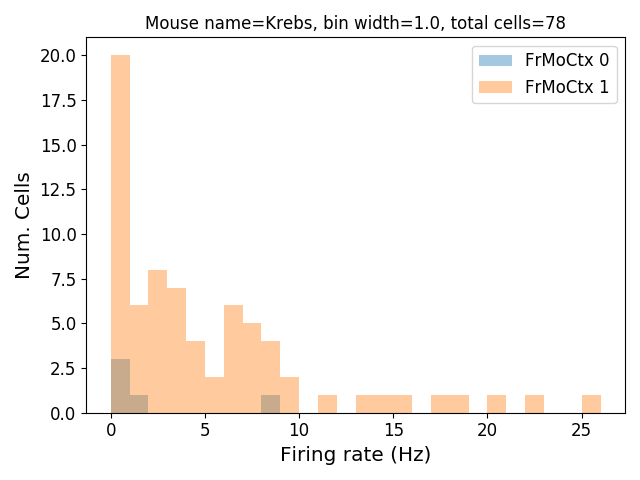 Mouse name=Krebs, bin width=1.0, total cells=78
FrMoCtx 0
FrMoCtx 1
Num. Cells
20.0
17.5
15.0
12.5
10.0
7.5
5.0
2.5
0.0
0 5 10 15 20 25
Firing rate (Hz)